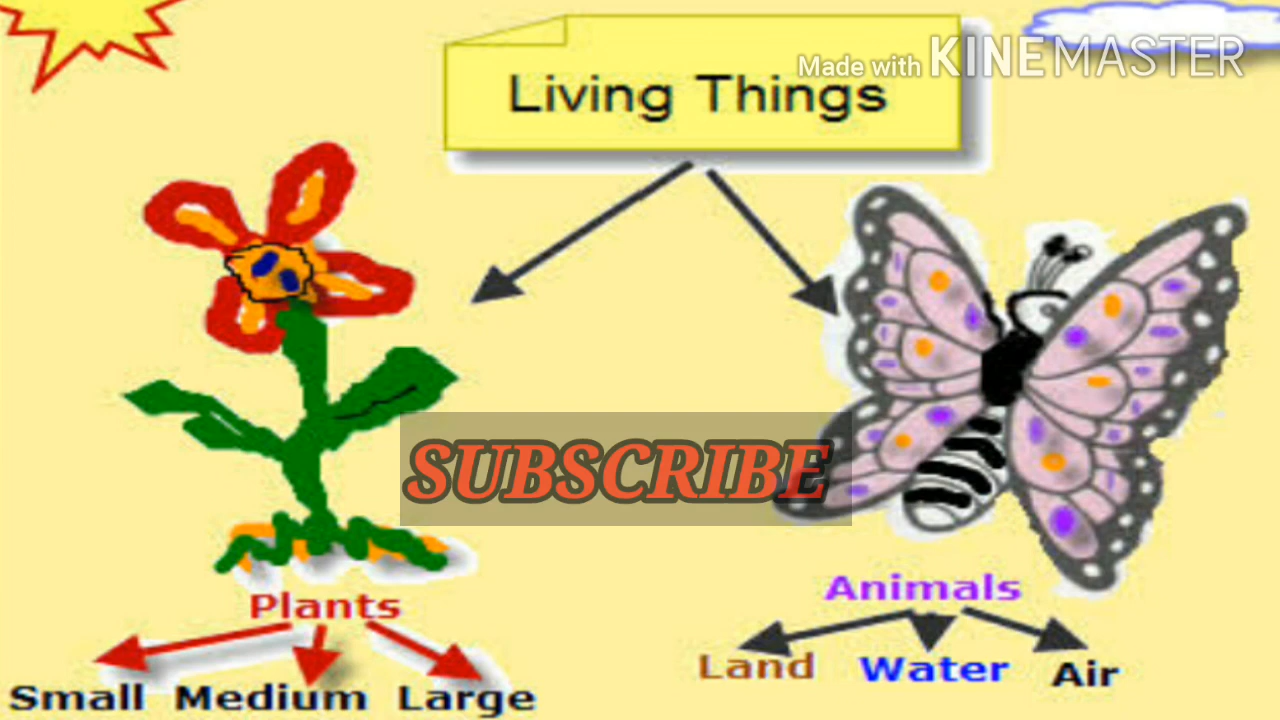 Made with KINEMASTER
Living Things
SUBSCRIBE
Plants
Animals
Small Medium Large
Land Water Air